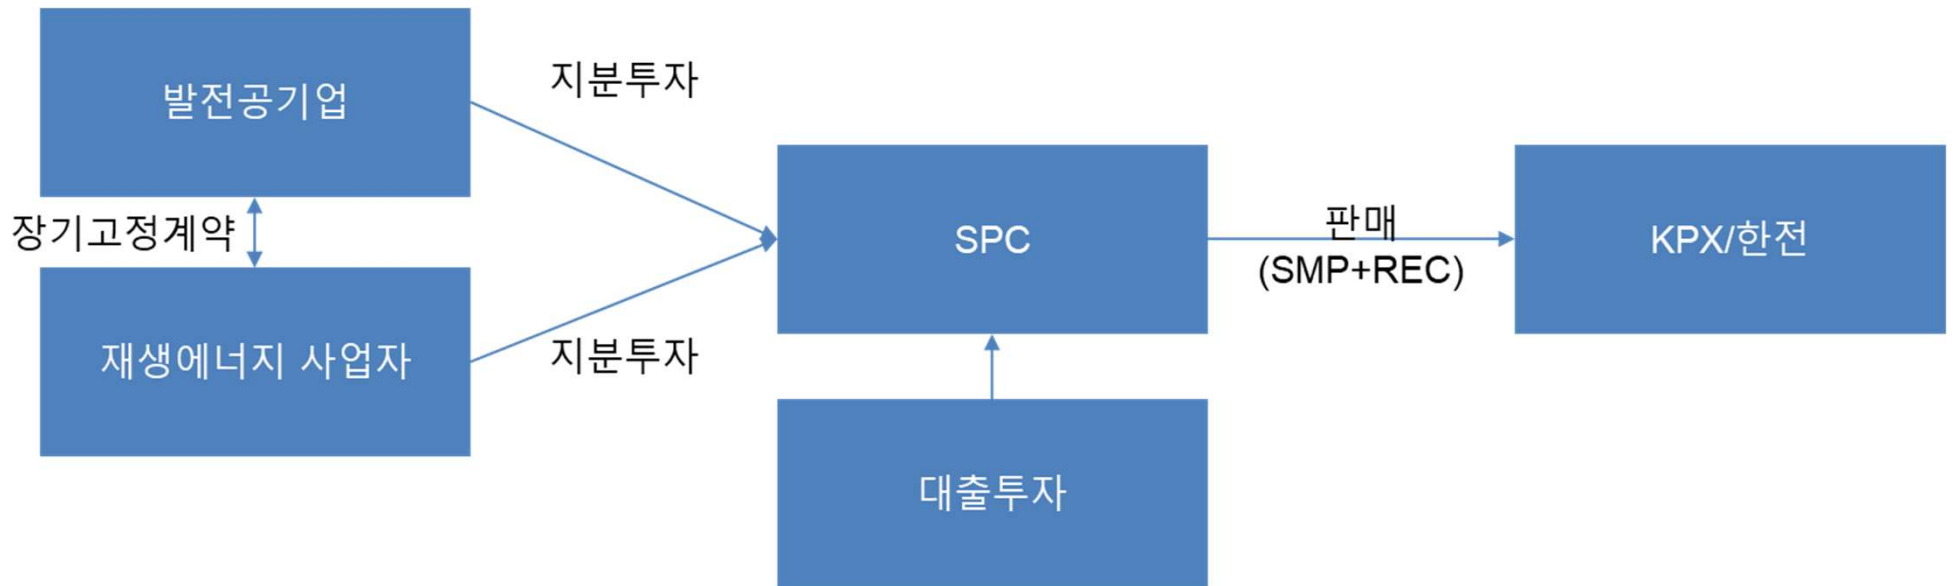 발전공기업
지분투자
장기고정계약
재생에너지 사업자
지분투자
SPC
판매
(SMP+REC)
KPX/한전
대출투자